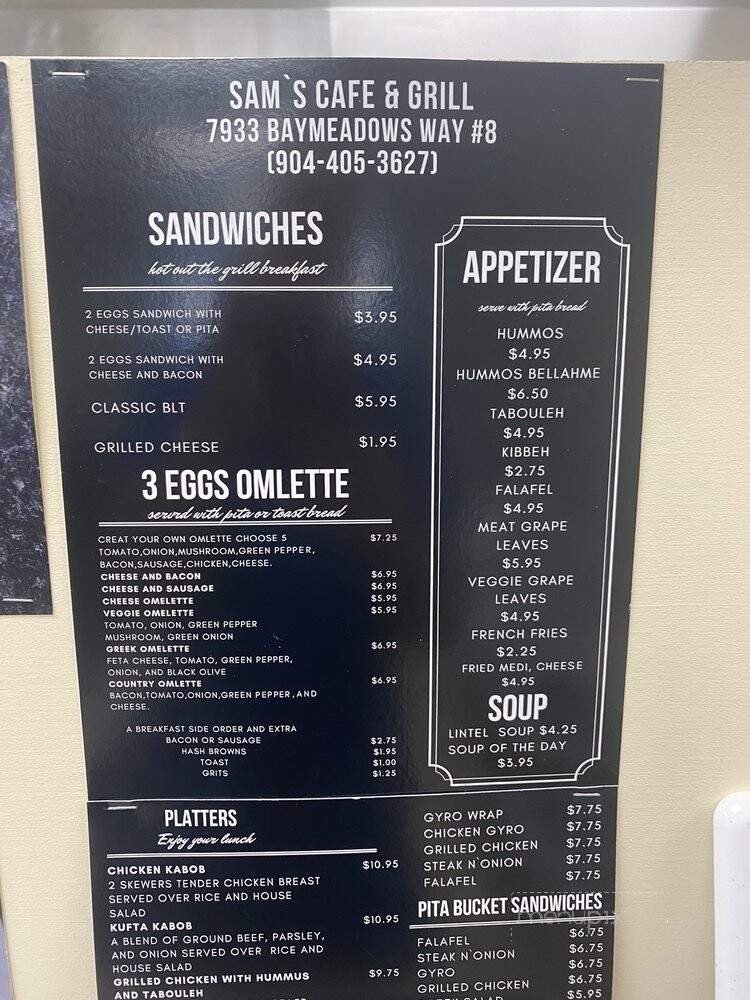 SAM`S CAFE & GRILL
7933 BAYMEADOWS WAY #8
(904-405-3627)
SANDWICHES
hot out the grill breakfast
2 EGGS SANDWICH WITH
CHEESE/TOAST OR PITA $3.95
2 EGGS SANDWICH WITH $4.95
CHEESE AND BACON
CLASSIC BLT $5.95
GRILLED CHEESE $1.95
3 EGGS OMLETTE
servrd with pita or toast bread
CREAT YOUR OWN OMLETTE CHOOSE 5 $7.25
TOMATO,ONION,MUSHROOM,GREEN PEPPER,
BACON,SAUSAGE,CHICKEN,CHEESE.
CHEESE AND BACON $6.95
CHEESE AND SAUSAGE $6.95
CHEESE OMELETTE $5.95
VEGGIE OMLETTE $5.95
TOMATO, ONION, GREEN PEPPER
MUSHROOM, GREEN ONION
GREEK OMELETTE $6.95
FETA CHEESE, TOMATO, GREEN PEPPER,
ONION, AND BLACK OLIVE
COUNTRY OMLETTE $6.95
BACON,TOMATO,ONION,GREEN PEPPER,AND
CHEESE.
A BREAKFAST SIDE ORDER AND EXTRA
BACON OR SAUSAGE $2.75
HASH BROWNS $1.95
TOAST $1.00
GRITS $1.25
APPETIZER
serve with pita bread
HUMMOS
$4.95
HUMMOS BELLAHME
$6.50
TABOULEH
$4.95
KIBBEH
$2.75
FALAFEL
$4.95
MEAT GRAPE
LEAVES
$5.95
VEGGIE GRAPE
LEAVES
$4.95
FRENCH FRIES
$2.25
FRIED MEDI, CHEESE
$4.95
SOUP
LINTEL SOUP $4.25
SOUP OF THE DAY
$3.95
PLATTERS
Enjoy your lunch
CHICKEN KABOB $10.95
2 SKEWERS TENDER CHICKEN BREAST
SERVED OVER RICE AND HOUSE
SALAD
KUFTA KABOB $10.95
A BLEND OF GROUND BEEF, PARSLEY,
AND ONION SERVED OVER RICE AND
HOUSE SALAD
GRILLED CHICKEN WITH HUMMUS $9.75
AND TABOULEH
GYRO WRAP $7.75
CHICKEN GYRO $7.75
GRILLED CHICKEN $7.75
STEAK N`ONION $7.75
FALAFEL $7.75
PITA BUCKET SANDWICHES
FALAFEL $6.75
STEAK N`ONION $6.75
GYRO $6.75
GRILLED CHICKEN $6.75
SALAD $5.95